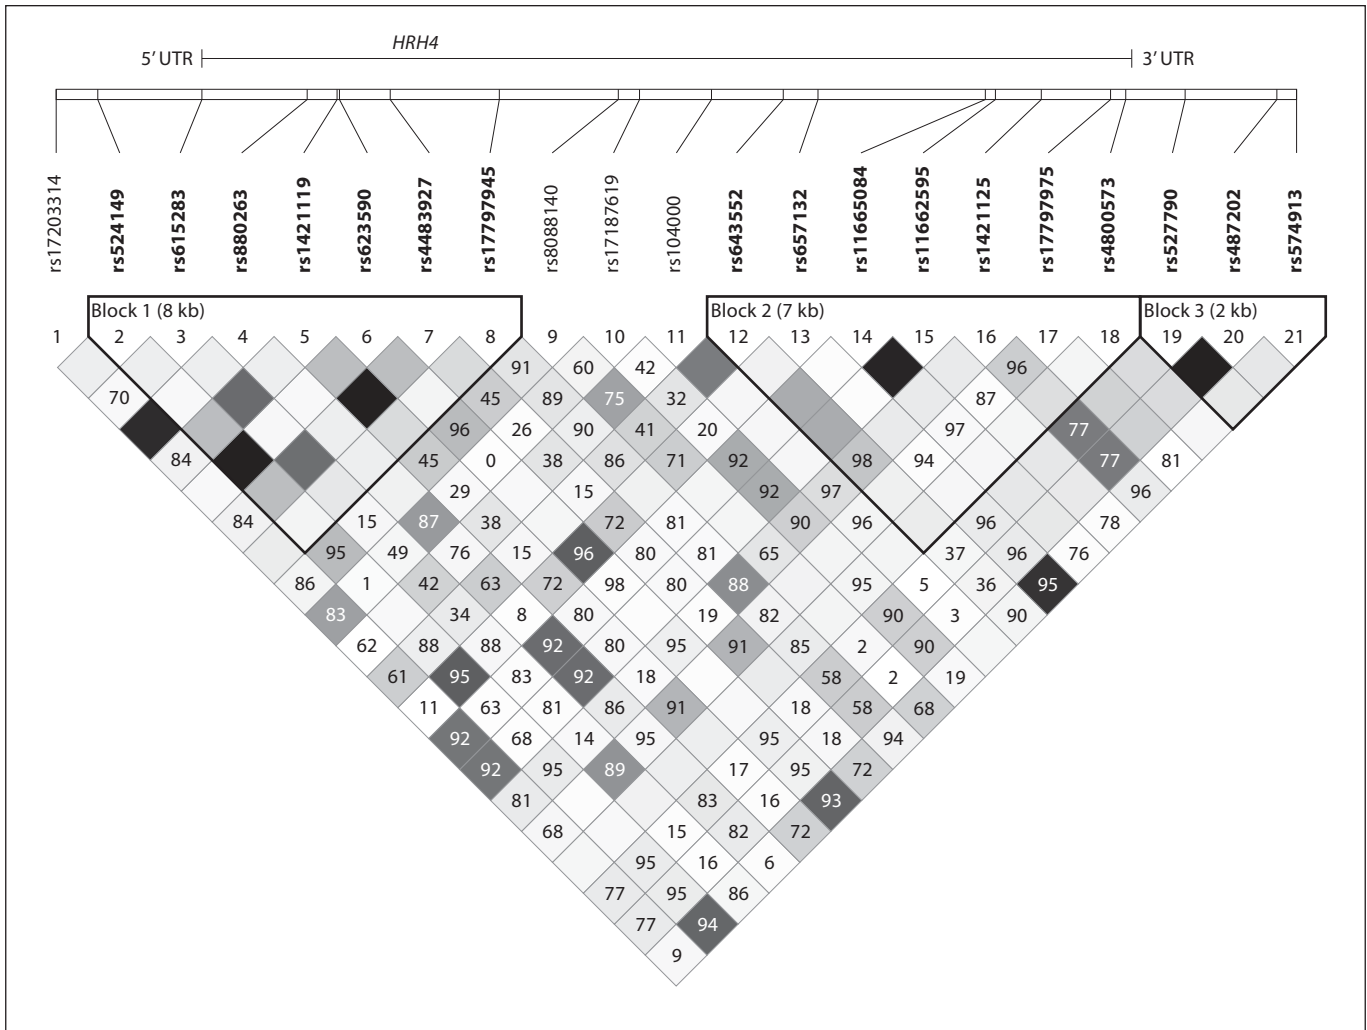 HRH4
5’ UTR 3’ UTR
rs17203314
rs524149
rs615283
rs880263
rs1421119
rs623590
rs4483927
rs17797945
rs8088140
rs17187619
rs104000
rs643552
rs657132
rs11665084
rs11662595
rs1421125
rs17797975
rs4800573
rs527790
rs487202
rs574913
Block 1 (8 kb) Block 2 (7 kb) Block 3 (2 kb)
1 2 3 4 5 6 7 8 9 10 11 12 13 14 15 16 17 18 19 20 21
91 60 42 96
70 45 89 75 32 87
96 26 90 41 20 97 77
84 45 0 38 86 71 92 98 94 77 81
29 15 92 97 96
84 15 87 38 72 81 90 96 96 78
95 49 76 15 96 80 81 65 37 96 76
86 1 42 63 72 98 80 88 95 5 36 95
83 34 8 80 19 82 90 3 90
62 88 88 92 80 95 91 85 2 90
61 95 83 92 18 58 2 19
11 63 81 86 91 18 58 68
92 68 14 95 95 18 94
92 95 89 17 95 72
81 83 16 93
68 15 82 72
95 16 6
77 95 86
77 94
9